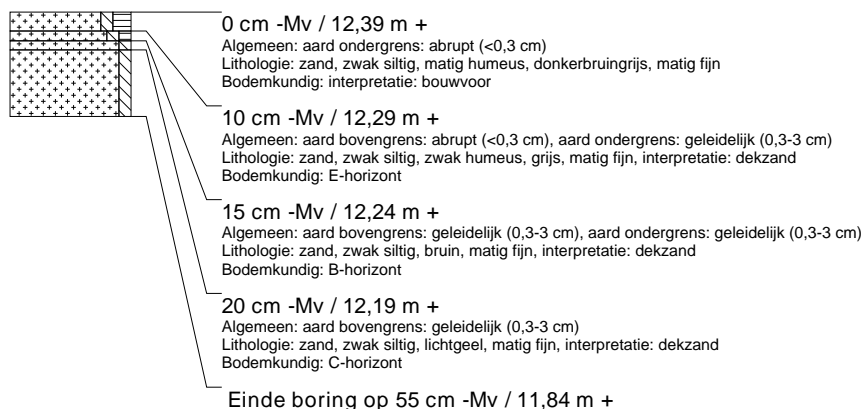 0 cm -Mv / 12,39 m +
Algemeen: aard ondergrens: abrupt (<0,3 cm)
Lithologie: zand, zwak siltig, matig humeus, donkerbruingrijs, matig fijn
Bodemkundig: interpretatie: bouwvoor
10 cm -Mv / 12,29 m +
Algemeen: aard bovengrens: abrupt (<0,3 cm), aard ondergrens: geleidelijk (0,3-3 cm)
Lithologie: zand, zwak siltig, zwak humeus, grijs, matig fijn, interpretatie: dekzand
Bodemkundig: E-horizont
15 cm -Mv / 12,24 m +
Algemeen: aard bovengrens: geleidelijk (0,3-3 cm), aard ondergrens: geleidelijk (0,3-3 cm)
Lithologie: zand, zwak siltig, bruin, matig fijn, interpretatie: dekzand
Bodemkundig: B-horizont
20 cm -Mv / 12,19 m +
Algemeen: aard bovengrens: geleidelijk (0,3-3 cm)
Lithologie: zand, zwak siltig, lichtgeel, matig fijn, interpretatie: dekzand
Bodemkundig: C-horizont
Einde boring op 55 cm -Mv / 11,84 m +